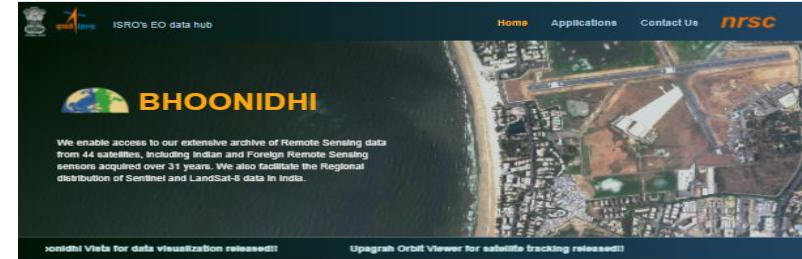 ISRO's EO data hub
Home Applications Contact Us nrsc
BHOONIDHI
We enable access to our extensive archive of Remote Sensing data
from 44 satellites, including Indian and Foreign Remote Sensing
sensors acquired over 31 years. We also facilitate the Regional
distribution of Sentinel and LandSat-8 data in India.
oonidhi Vista for data visualization released!! Upagrah Orbit Viewer for satellite tracking released!!